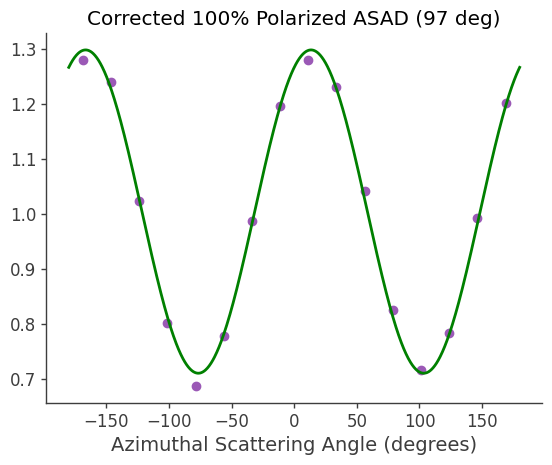 Corrected 100% Polarized ASAD (97 deg)
1.3
1.2
1.1
1.0
0.9
0.8
0.7
−150 −100 −50 0 50 100 150
Azimuthal Scattering Angle (degrees)